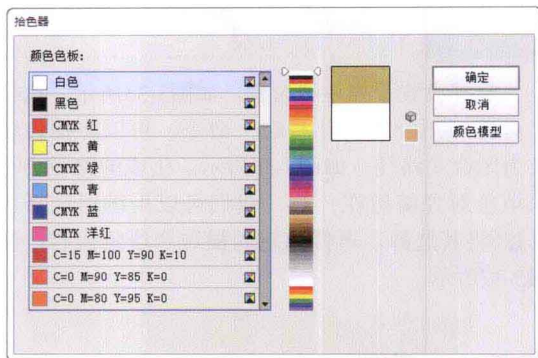 拾色器
颜色色板:
白色
黑色
CMYK 红
CMYK 黄
CMYK 绿
CMYK 青
CMYK 蓝
CMYK 洋红
C=15 M=100 Y=90 K=10
C=0 M=90 Y=85 K=0
C=0 M=80 Y=95 K=0
确定
取消
颜色模型